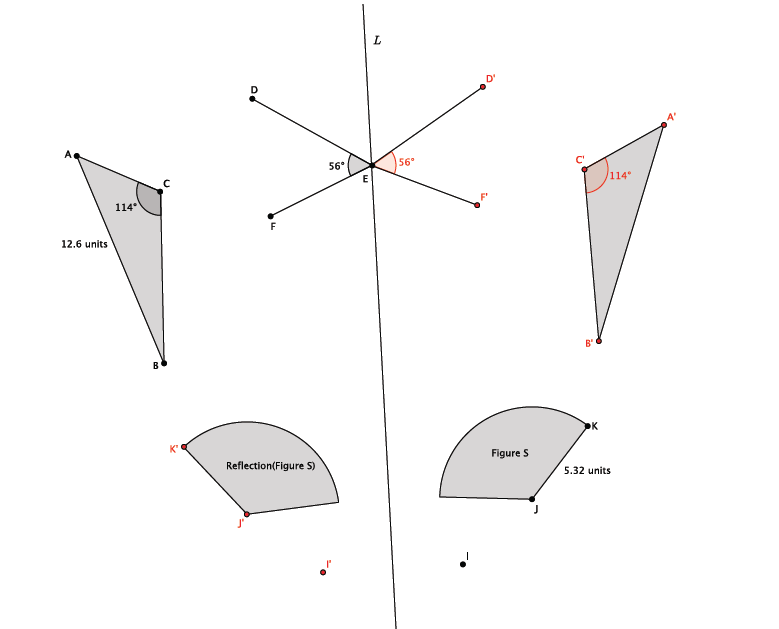 L
D
D'
A'
A
C
C'
56°
56°
E
114°
114°
F'
F
12.6 units
B'
B
K
K'
Figure S
Reflection(Figure S)
5.32 units
J
J'
I
I'